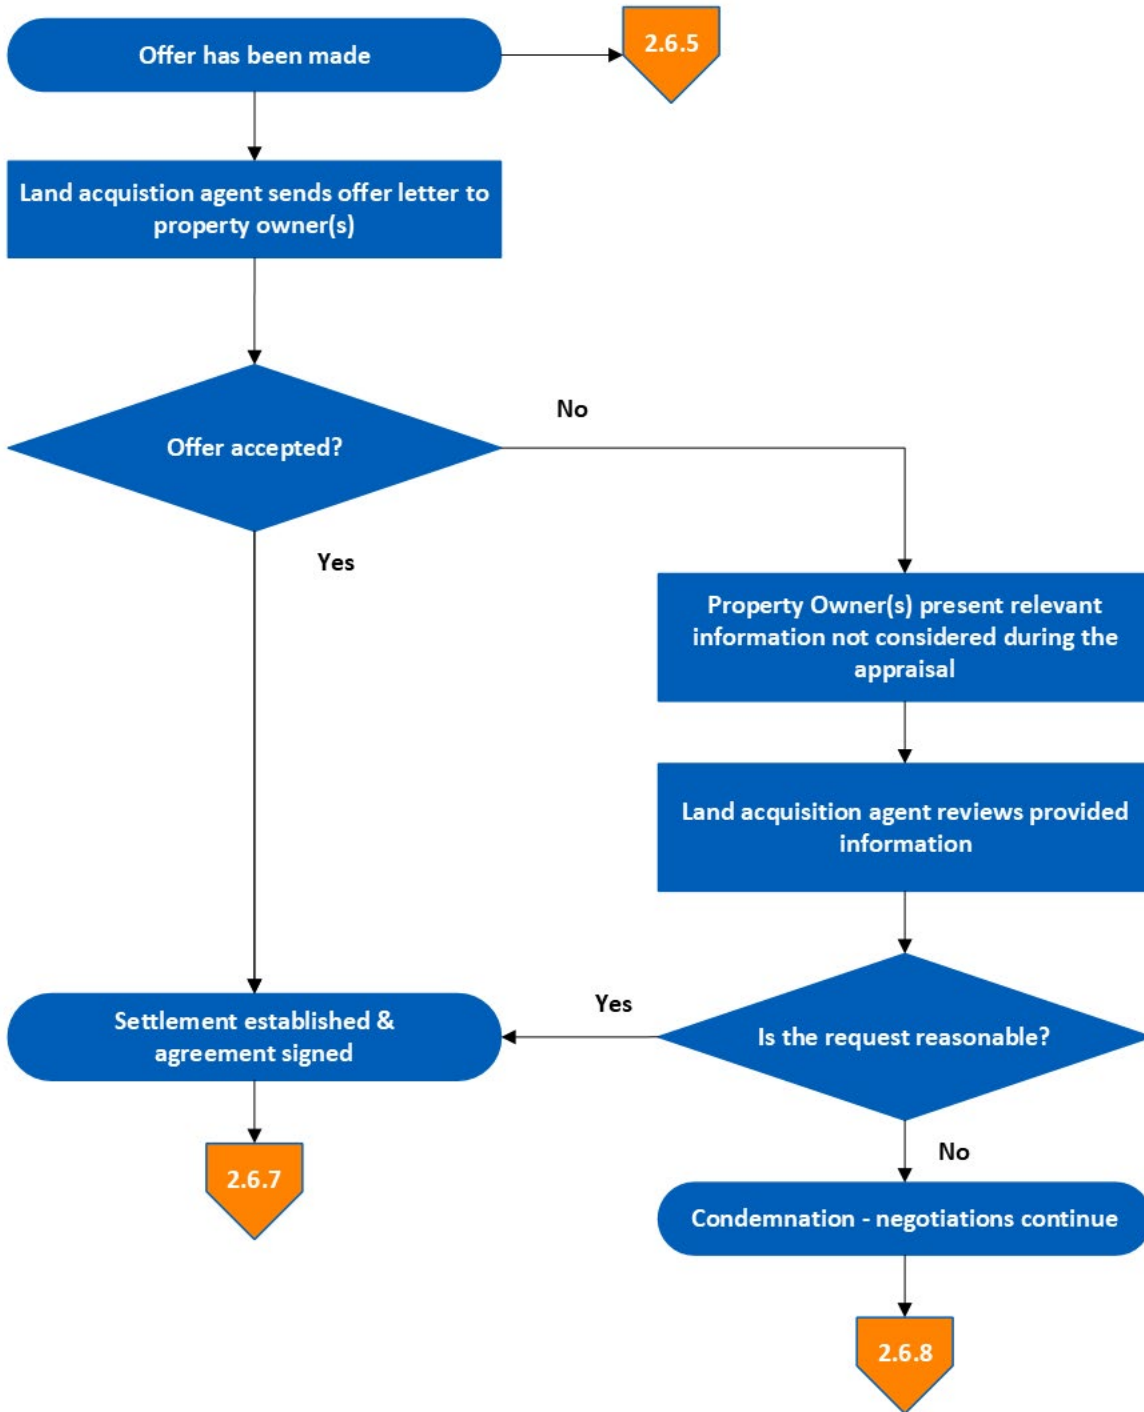 Offer has been made
2.6.5
Land acquistion agent sends offer letter to
property owner(s)
Offer accepted?
No
Yes
Property Owner(s) present relevant
information not considered during the
appraisal
Land acquisition agent reviews provided
information
Is the request reasonable?
Yes
Settlement established &
agreement signed
2.6.7
No
Condemnation - negotiations continue
2.6.8